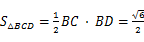 S△BCD = 1/2 BC · BD = √6/2